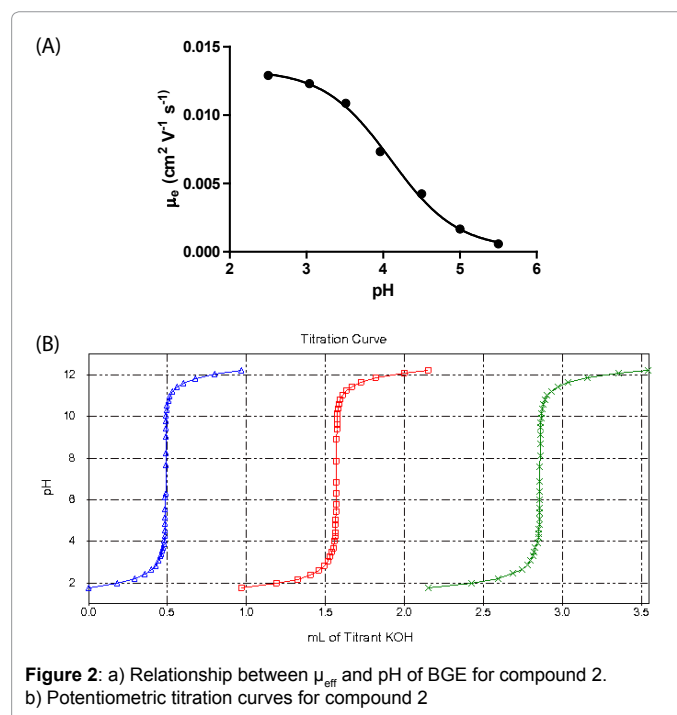 (A)
0.015
0.010
0.005
0.000
μe (cm² V⁻¹ s⁻¹)
2 3 4 5 6
pH
(B)
Titration Curve
12
10
8
6
4
2
pH
0.0 0.5 1.0 1.5 2.0 2.5 3.0 3.5
mL of Titrant KOH
Figure 2: a) Relationship between μeff and pH of BGE for compound 2.
b) Potentiometric titration curves for compound 2